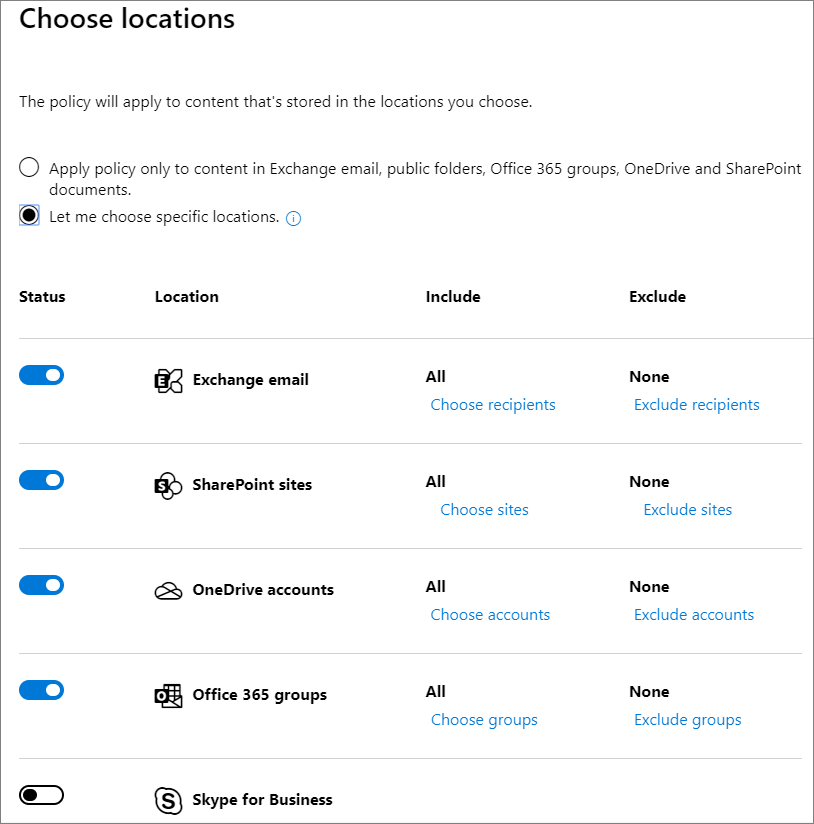 Choose locations
The policy will apply to content that's stored in the locations you choose.
Apply policy only to content in Exchange email, public folders, Office 365 groups, OneDrive and SharePoint
documents.
Let me choose specific locations.
Status Location Include Exclude
Exchange email All None
Choose recipients Exclude recipients
SharePoint sites All None
Choose sites Exclude sites
OneDrive accounts All None
Choose accounts Exclude accounts
Office 365 groups All None
Choose groups Exclude groups
Skype for Business